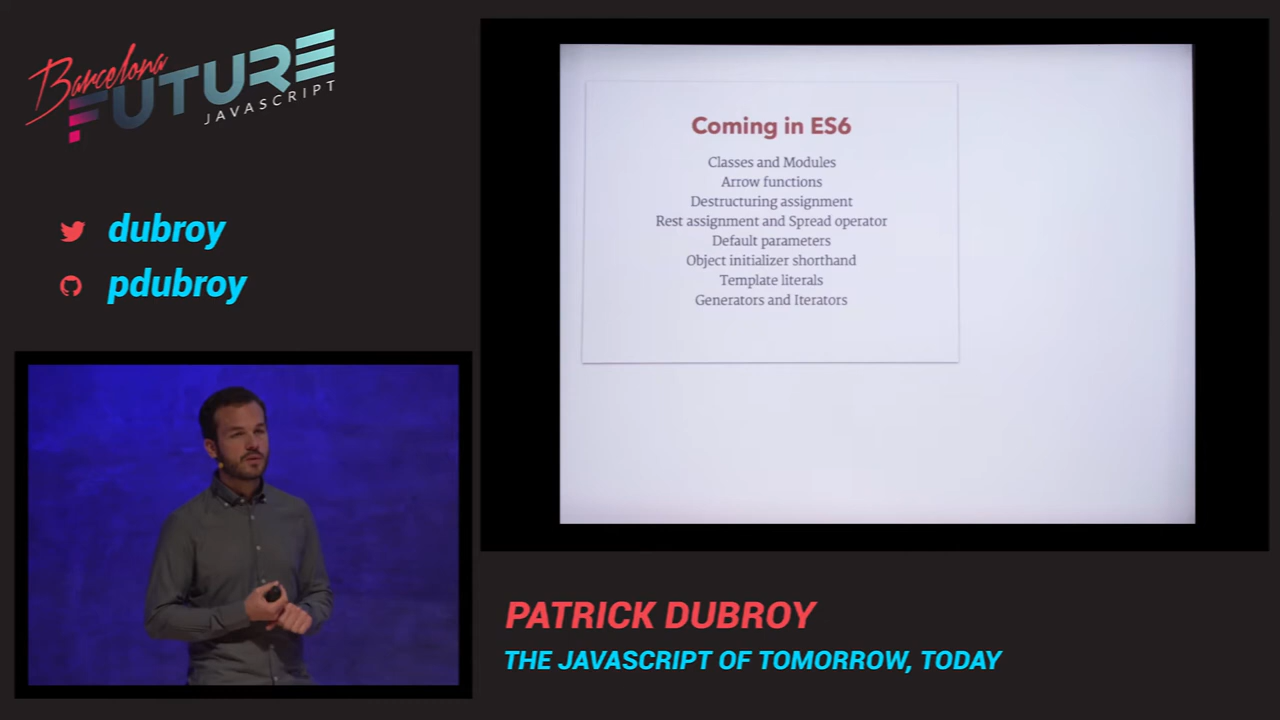 Barcelona
FUTURE
JAVASCRIPT
dubroy
pdubroy
Coming in ES6
Classes and Modules
Arrow functions
Destructuring assignment
Rest assignment and Spread operator
Default parameters
Object initializer shorthand
Template literals
Generators and Iterators
PATRICK DUBROY
THE JAVASCRIPT OF TOMORROW, TODAY